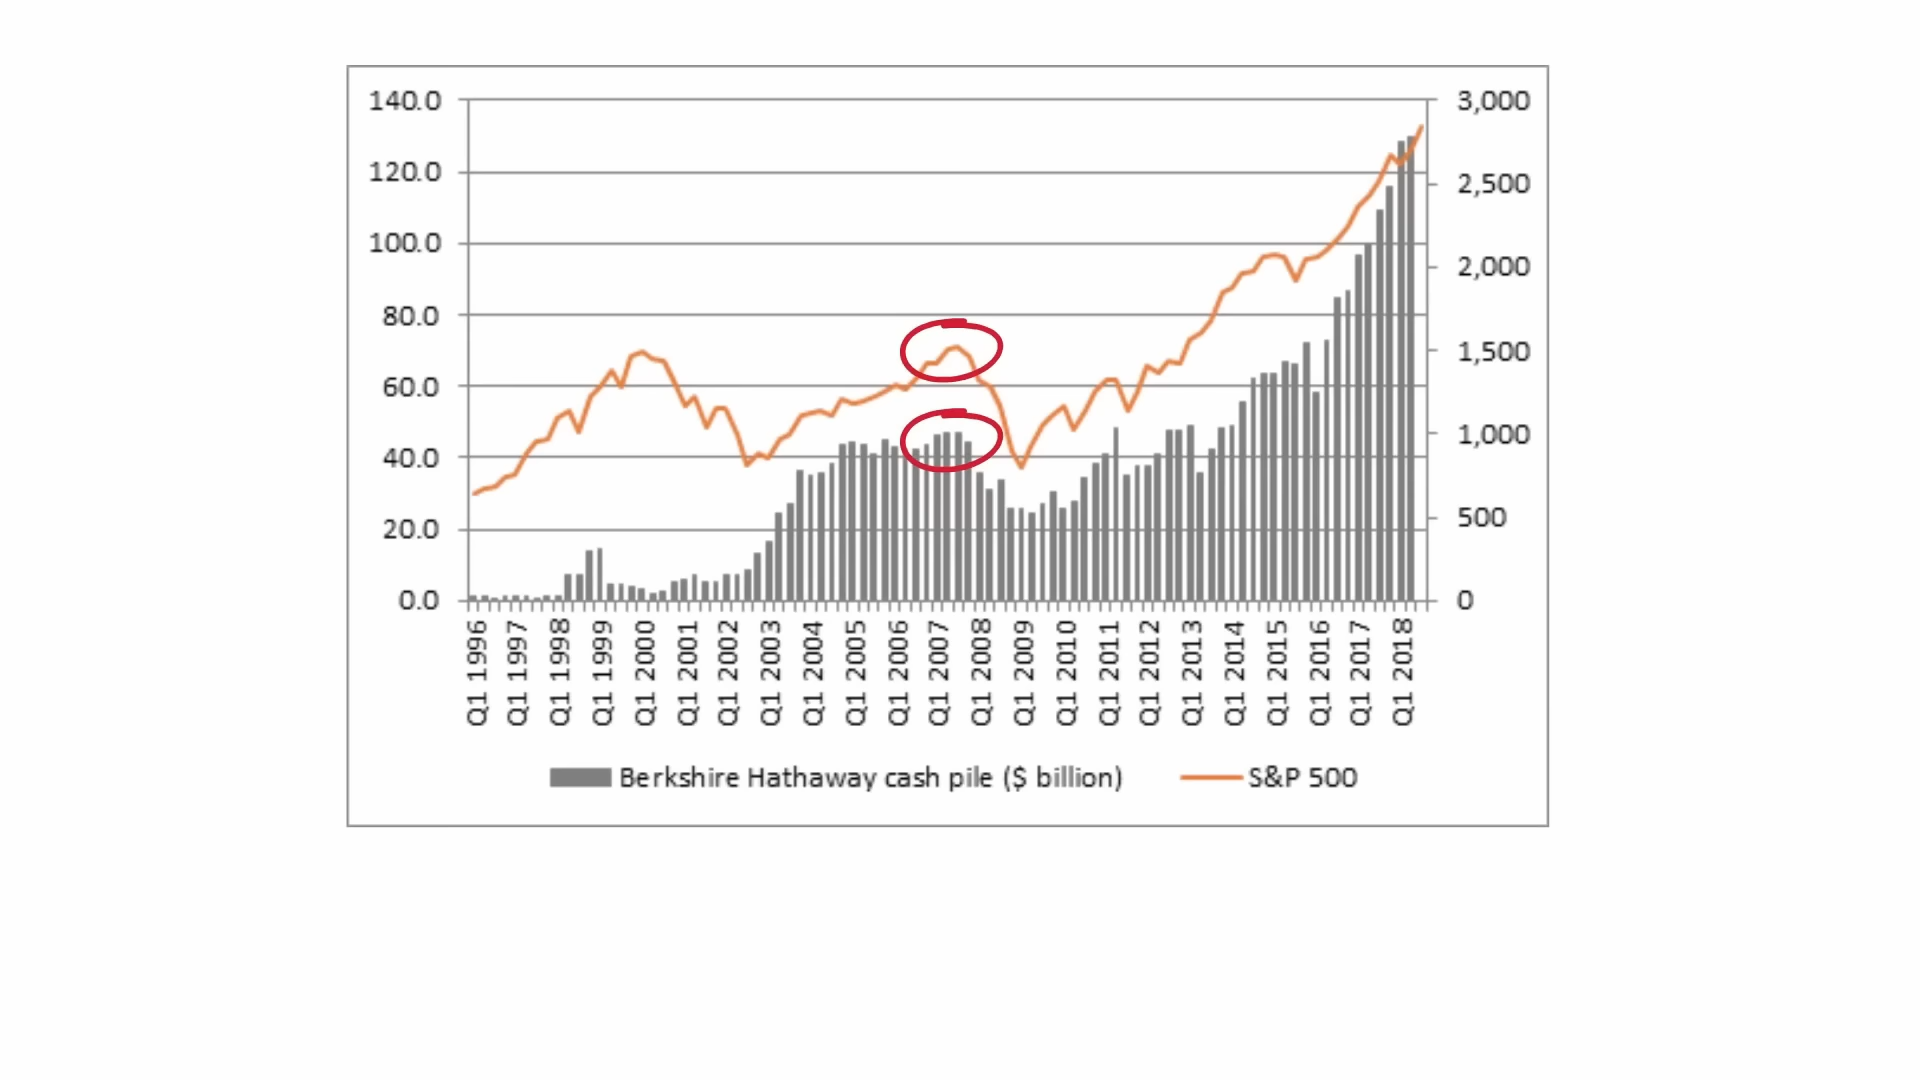 140.0
120.0
100.0
80.0
60.0
40.0
20.0
0.0
3,000
2,500
2,000
1,500
1,000
500
0
Q1 1996
Q1 1997
Q1 1998
Q1 1999
Q1 2000
Q1 2001
Q1 2002
Q1 2003
Q1 2004
Q1 2005
Q1 2006
Q1 2007
Q1 2008
Q1 2009
Q1 2010
Q1 2011
Q1 2012
Q1 2013
Q1 2014
Q1 2015
Q1 2016
Q1 2017
Q1 2018
Berkshire Hathaway cash pile ($ billion)
S&P 500